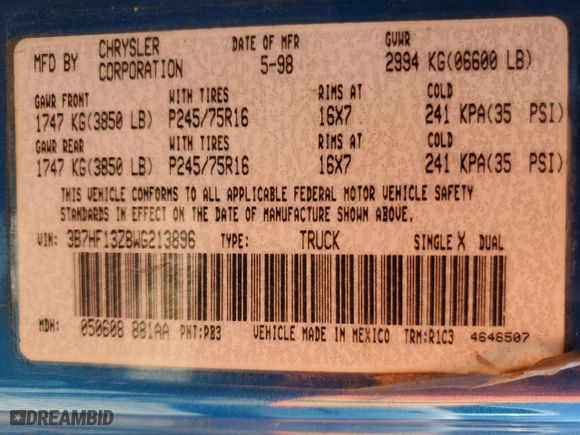 MFD BY CHRYSLER CORPORATION DATE OF MFR 5-98 GVWR 2994 KG(06600 LB)
GAWR FRONT WITH TIRES RIMS AT COLD
1747 KG(3850 LB) P245/75R16 16X7 241 KPA(35 PSI)
GAWR REAR WITH TIRES RIMS AT COLD
1747 KG(3850 LB) P245/75R16 16X7 241 KPA(35 PSI)
THIS VEHICLE CONFORMS TO ALL APPLICABLE FEDERAL MOTOR VEHICLE SAFETY
STANDARDS IN EFFECT ON THE DATE OF MANUFACTURE SHOWN ABOVE.
VIN: 3B7HF13Z8WG213896 TYPE: TRUCK SINGLE X DUAL
MDH: 050608 881AA PNT:PB3 VEHICLE MADE IN MEXICO TRM:R1C3 4646507
DREAMBID